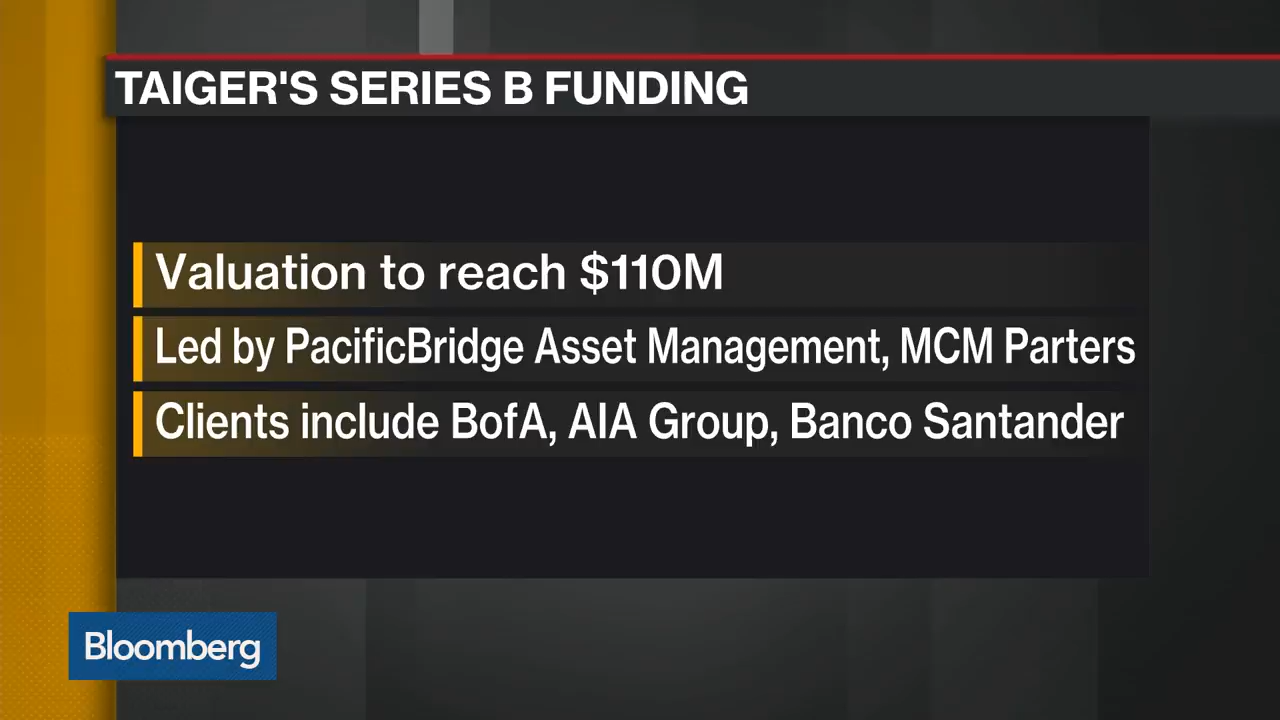 TAIGER'S SERIES B FUNDING
Valuation to reach $110M
Led by PacificBridge Asset Management, MCM Parters
Clients include BofA, AIA Group, Banco Santander
Bloomberg